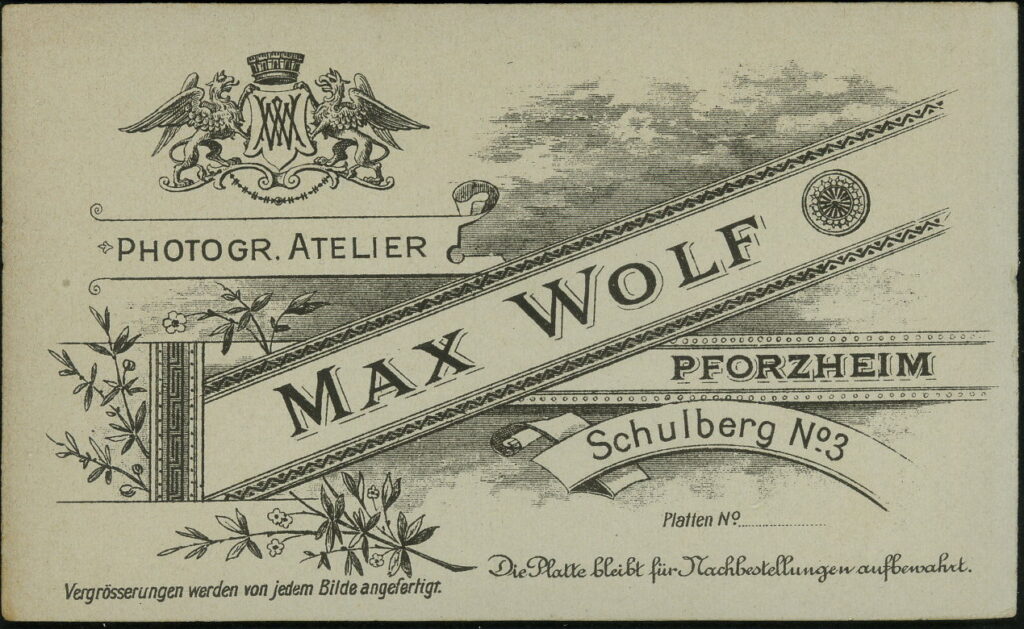 PHOTOGR. ATELIER
MAX WOLF
PFORZHEIM
Schulberg No. 3
Platten No.
Die Platte bleibt für Nachbestellungen aufbewahrt.
Vergrösserungen werden von jedem Bilde angefertigt.